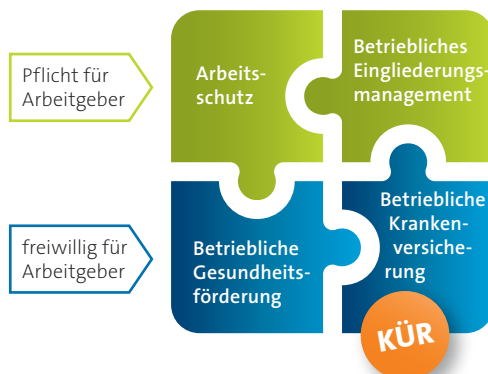 Pflicht für
Arbeitgeber
Arbeits-
schutz
Betriebliches
Eingliederungs-
management
freiwillig für
Arbeitgeber
Betriebliche
Gesundheits-
förderung
Betriebliche
Kranken-
versiche-
rung
KÜR